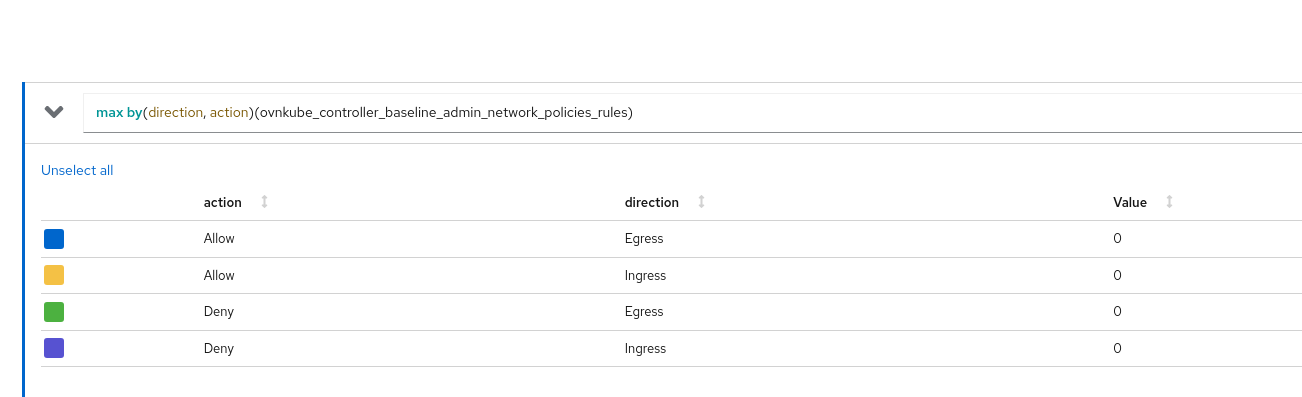 max by(direction, action)(ovnkube_controller_baseline_admin_network_policies_rules)
Unselect all
action direction Value
Allow Egress 0
Allow Ingress 0
Deny Egress 0
Deny Ingress 0